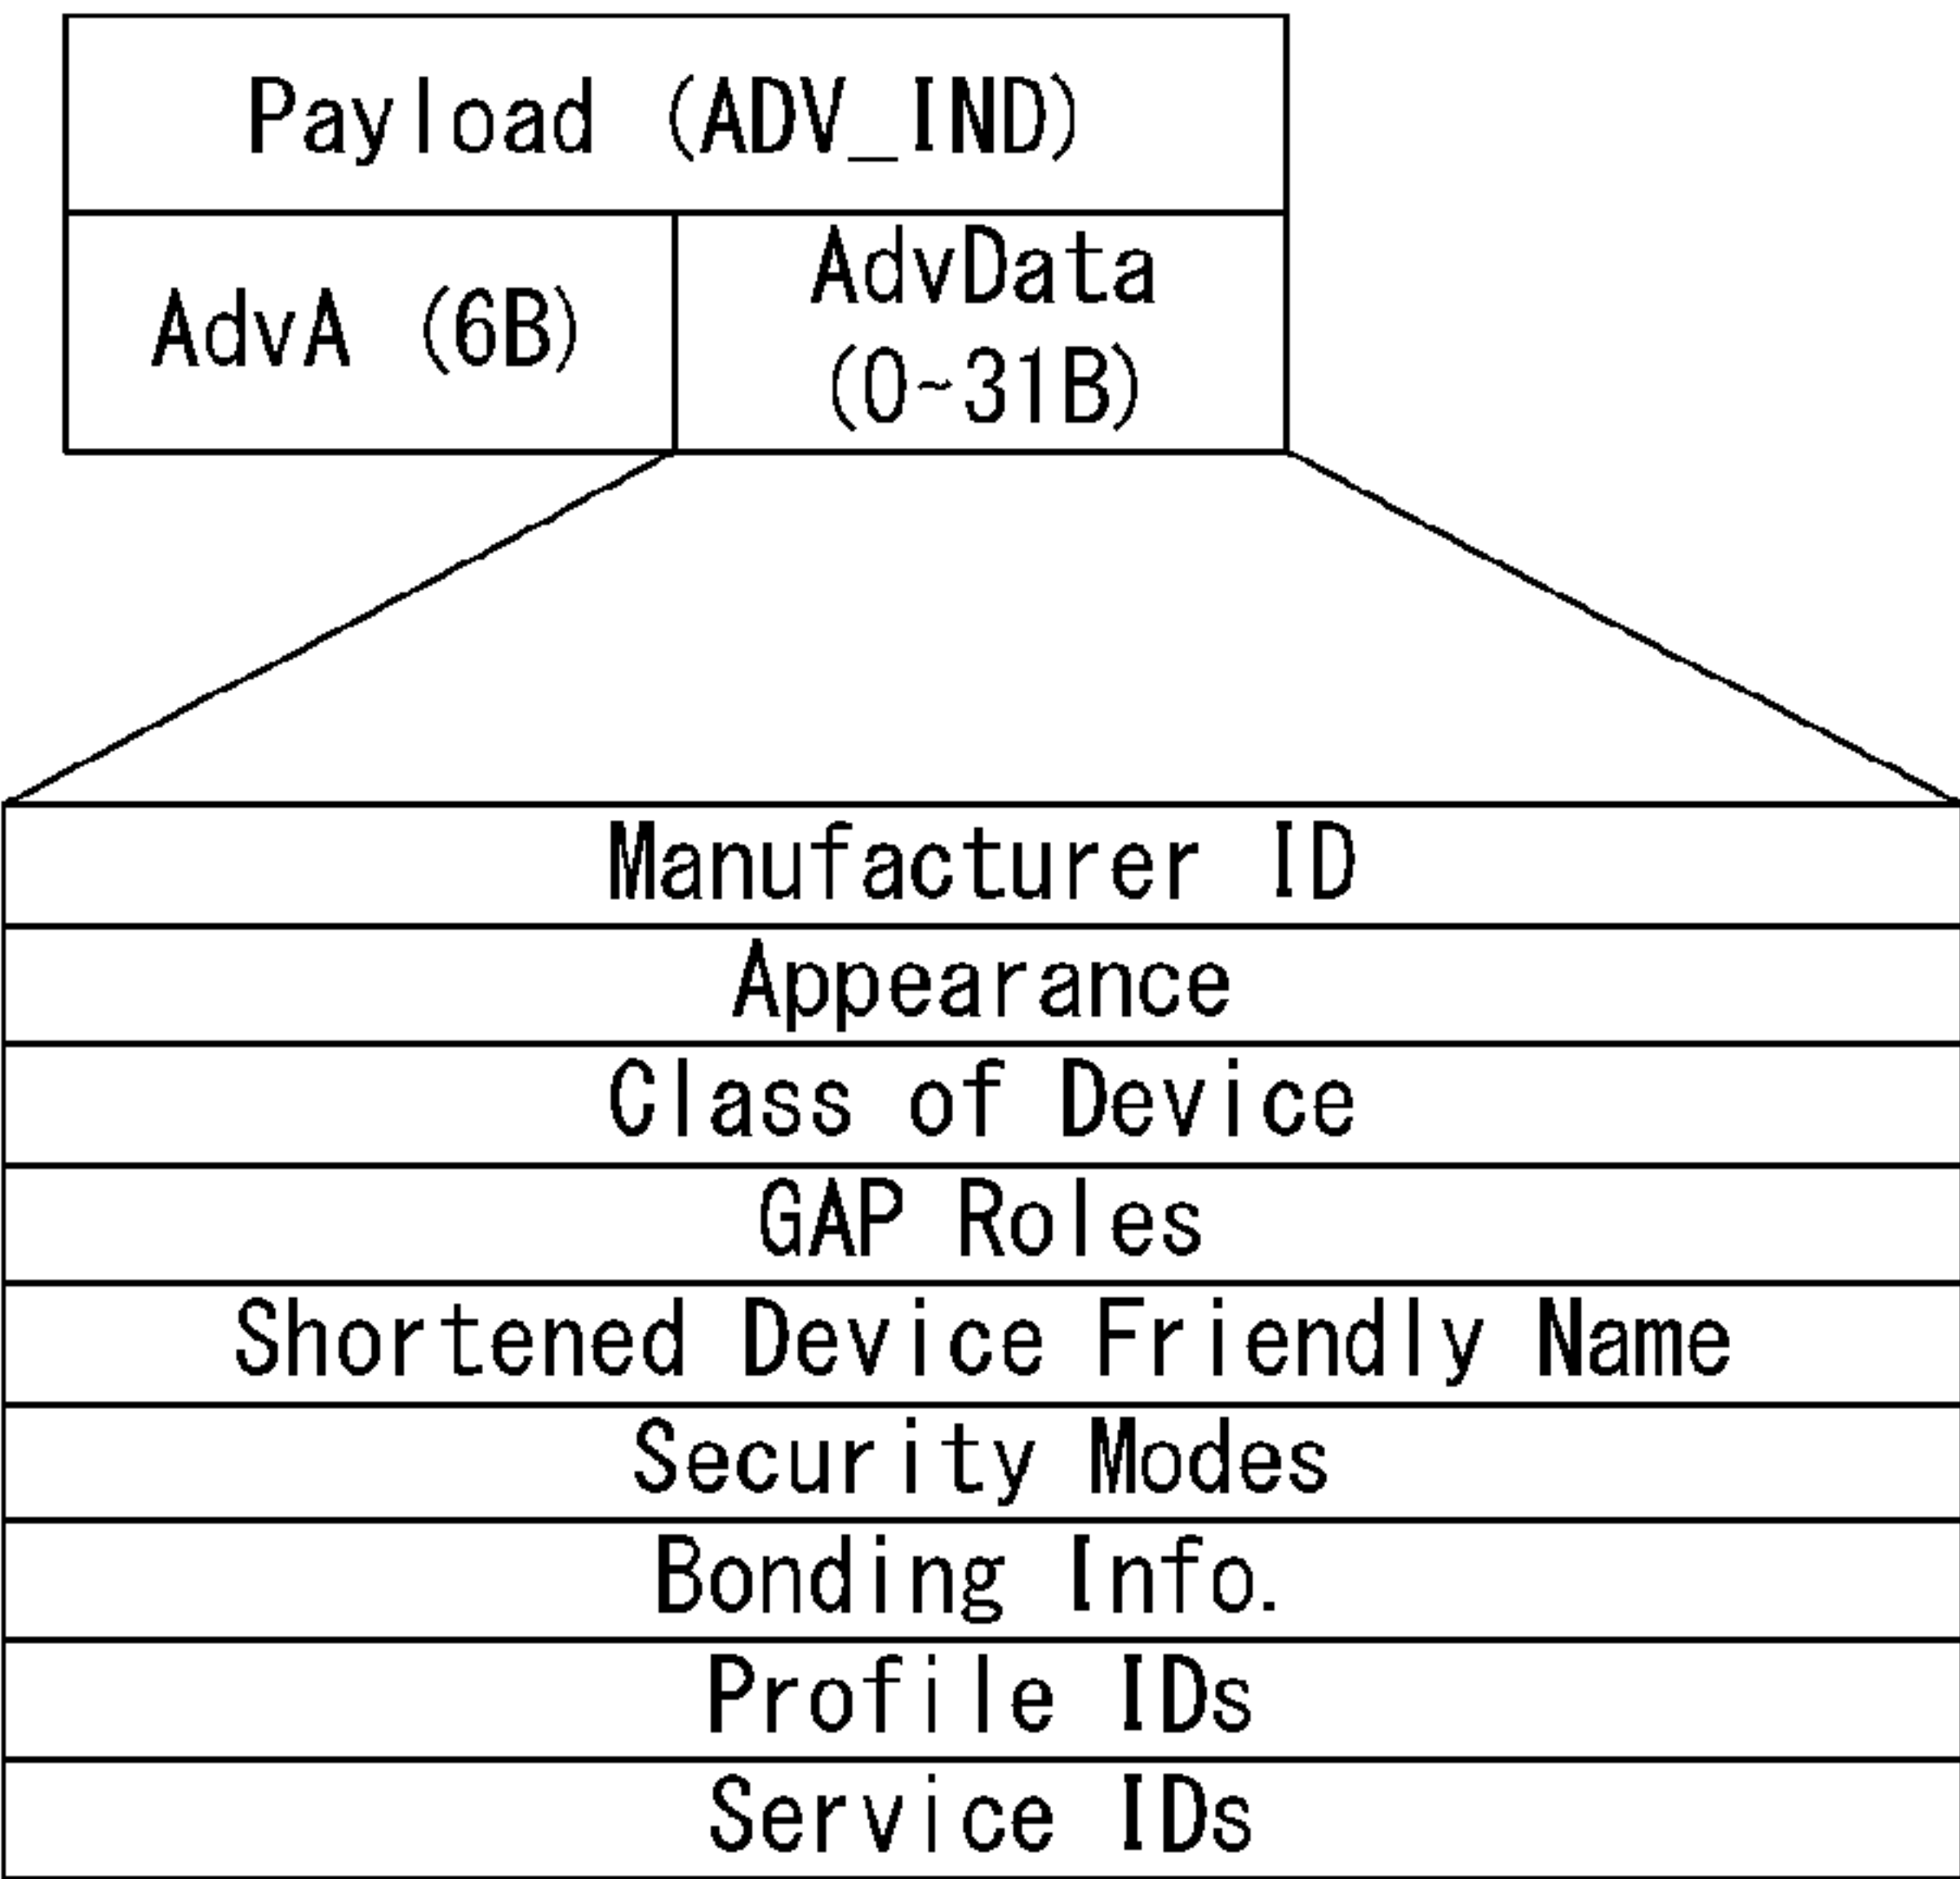 Payload (ADV_IND)
AdvA (6B)
AdvData
(0~31B)
Manufacturer ID
Appearance
Class of Device
GAP Roles
Shortened Device Friendly Name
Security Modes
Bonding Info.
Profile IDs
Service IDs